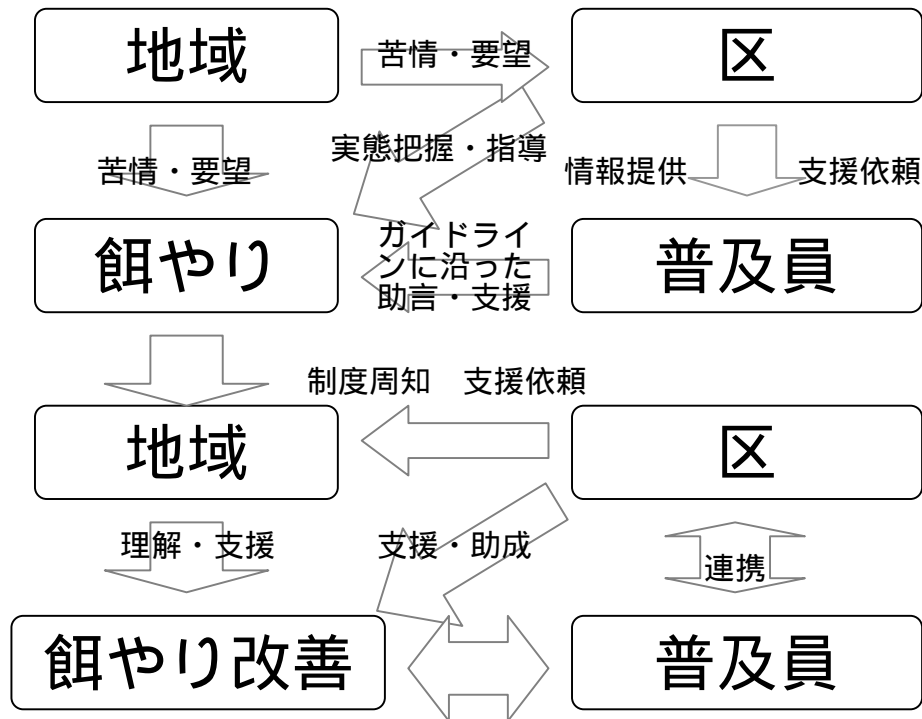 地域
苦情・要望
区
実態把握・指導
苦情・要望
情報提供
支援依頼
餌やり
ガイドライ
ンに沿った
助言・支援
普及員
制度周知　支援依頼
地域
区
理解・支援
支援・助成
連携
餌やり改善
普及員